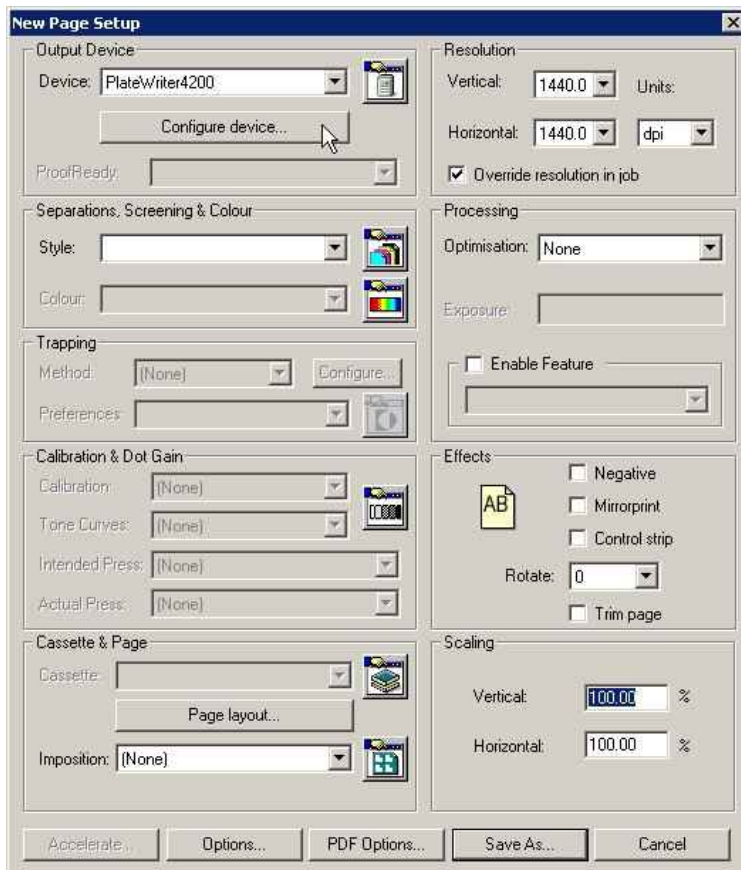 New Page Setup
Output Device
Device: PlateWriter4200
Configure device...
ProofReady:
Separations, Screening & Colour
Style:
Colour:
Trapping
Method: (None) Configure...
Preferences:
Calibration & Dot Gain
Calibration: (None)
Tone Curves: (None)
Intended Press: (None)
Actual Press: (None)
Cassette & Page
Cassette:
Page layout...
Imposition: (None)
Resolution
Vertical: 1440.0 Units:
Horizontal: 1440.0 dpi
Override resolution in job
Processing
Optimisation: None
Exposure:
Enable Feature
Effects
AB
Negative
Mirrorprint
Control strip
Rotate: 0
Trim page
Scaling
Vertical: 100.00 %
Horizontal: 100.00 %
Accelerate... Options... PDF Options... Save As... Cancel